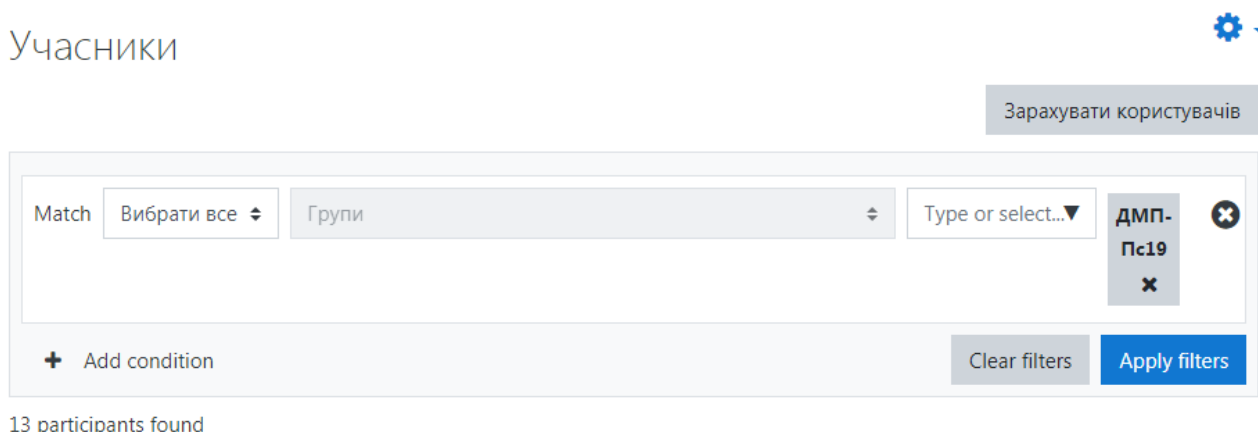 Учасники
Зарахувати користувачів
Match Вибрати все Групи Type or select...▼ ДМП-
Пс19
+ Add condition Clear filters Apply filters
13 participants found